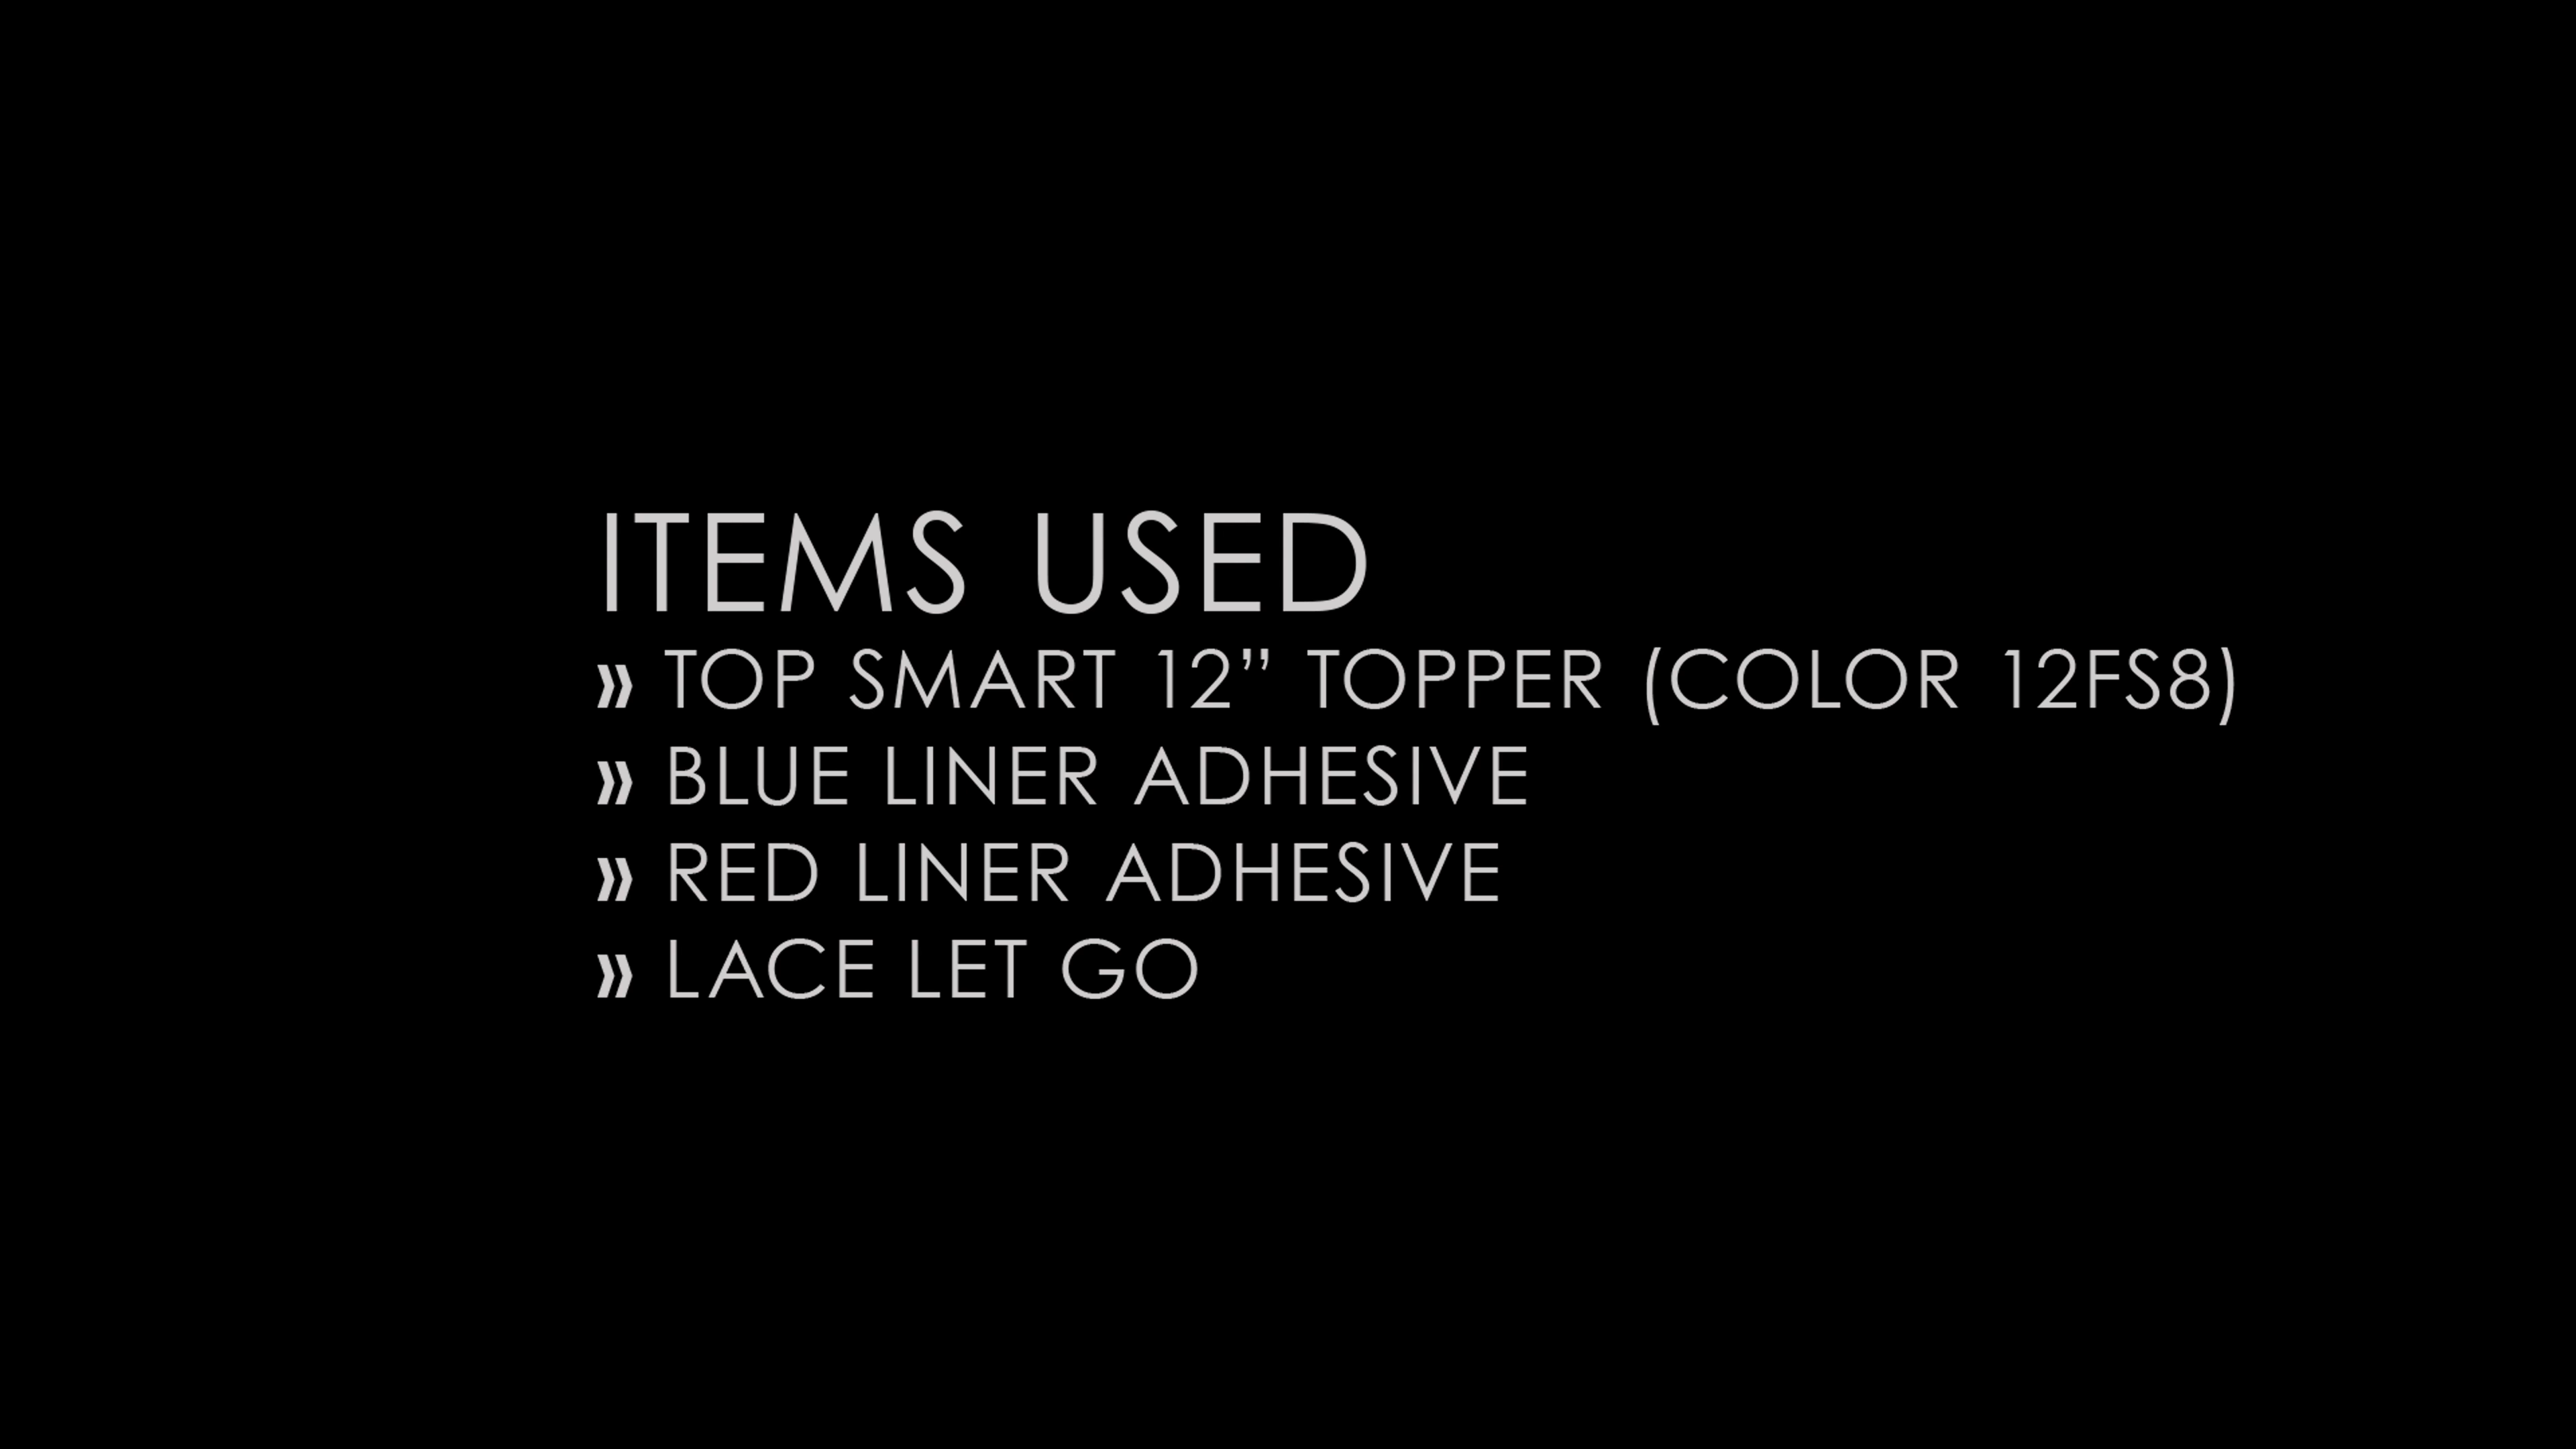 ITEMS USED
» TOP SMART 12” TOPPER (COLOR 12FS8)
» BLUE LINER ADHESIVE
» RED LINER ADHESIVE
» LACE LET GO